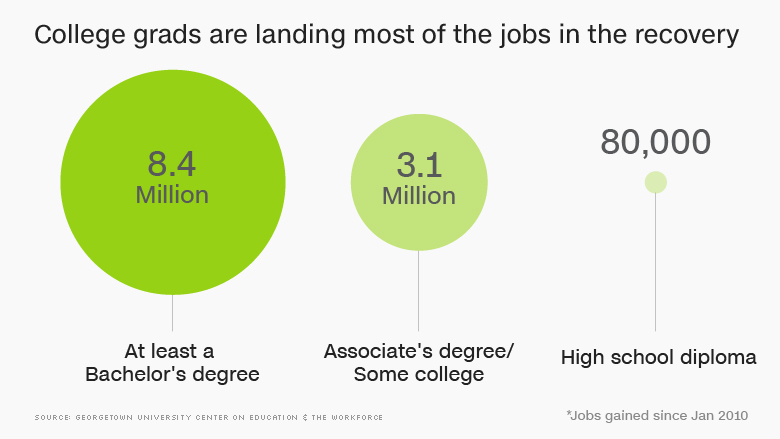 College grads are landing most of the jobs in the recovery
8.4
Million
3.1
Million
80,000
At least a
Bachelor's degree
Associate's degree/
Some college
High school diploma
SOURCE: GEORGETOWN UNIVERSITY CENTER ON EDUCATION & THE WORKFORCE
*Jobs gained since Jan 2010